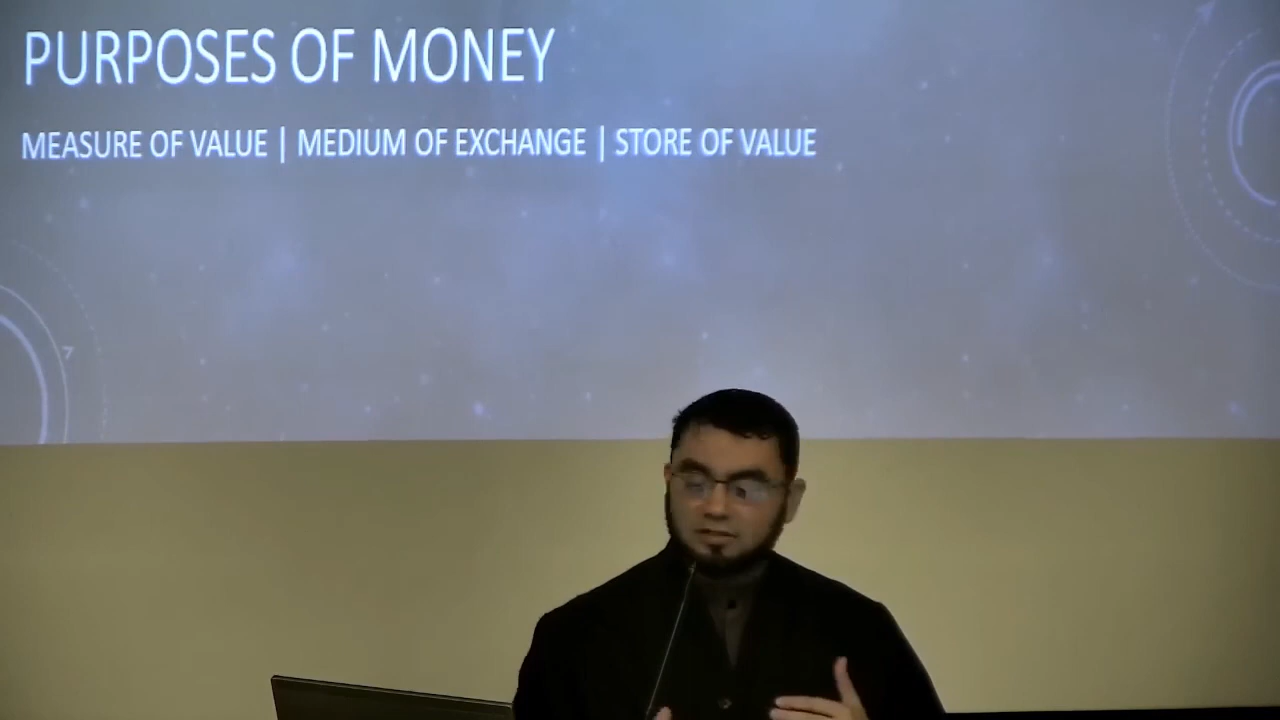 PURPOSES OF MONEY
MEASURE OF VALUE | MEDIUM OF EXCHANGE | STORE OF VALUE